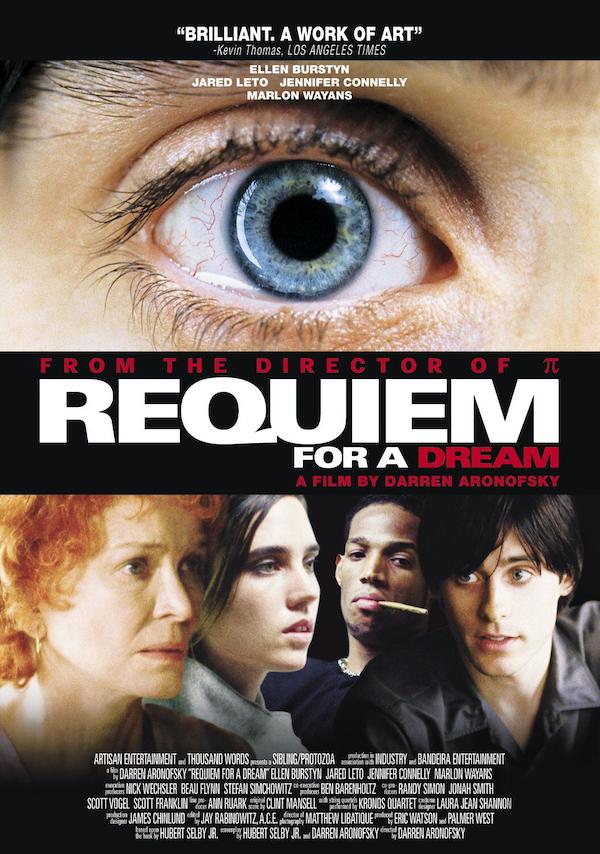 “BRILLIANT. A WORK OF ART”
-Kevin Thomas, LOS ANGELES TIMES
ELLEN BURSTYN
JARED LETO JENNIFER CONNELLY
MARLON WAYANS
FROM THE DIRECTOR OF π
REQUIEM
FOR A DREAM
A FILM BY DARREN ARONOFSKY
ARTISAN ENTERTAINMENT and THOUSAND WORDS present a SIBLING/PROTOZOA production in association with INDUSTRY and BANDEIRA ENTERTAINMENT
a film by DARREN ARONOFSKY "REQUIEM FOR A DREAM" ELLEN BURSTYN JARED LETO JENNIFER CONNELLY MARLON WAYANS
executive producers NICK WECHSLER BEAU FLYNN STEFAN SIMCHOWITZ co-executive producers BEN BARENHOLTZ co-producers RANDY SIMON JONAH SMITH
SCOTT VOGEL SCOTT FRANKLIN line producer ANN RUARK original score by CLINT MANSELL with string quartets performed by KRONOS QUARTET costume designer LAURA JEAN SHANNON
production designer JAMES CHINLUND edited by JAY RABINOWITZ, A.C.E. director of photography MATTHEW LIBATIQUE produced by ERIC WATSON and PALMER WEST
based upon the book by HUBERT SELBY JR. screenplay by HUBERT SELBY JR. and DARREN ARONOFSKY directed by DARREN ARONOFSKY